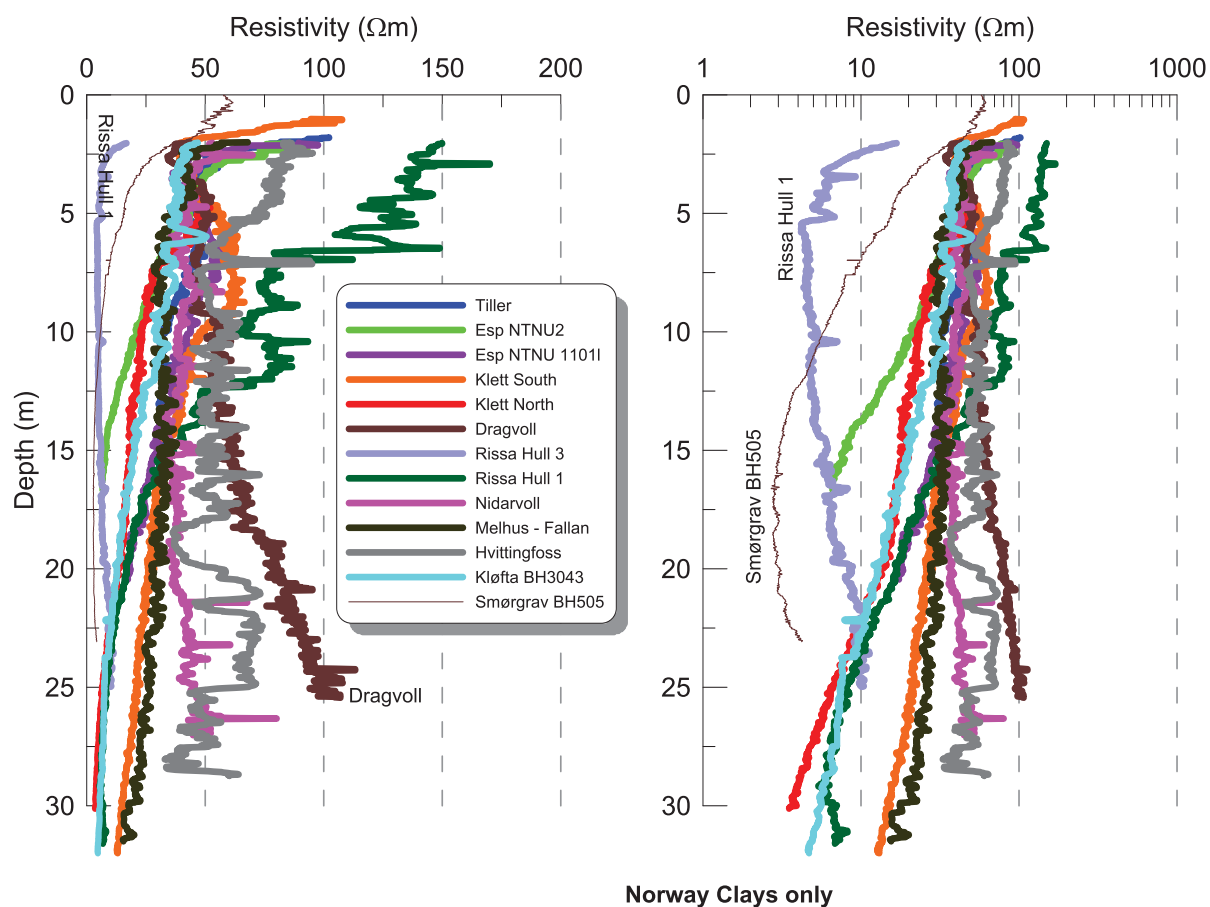 Resistivity (Ωm)
0 50 100 150 200
Resistivity (Ωm)
1 10 100 1000
Depth (m)
0
5
10
15
20
25
30
Rissa Hull 1
Tiller
Esp NTNU2
Esp NTNU 1101l
Klett South
Klett North
Dragvoll
Rissa Hull 3
Rissa Hull 1
Nidarvoll
Melhus - Fallan
Hvittingfoss
Kløfta BH3043
Smørgrav BH505
Dragvoll
0
5
10
15
20
25
30
Rissa Hull 1
Smørgrav BH505
Norway Clays only